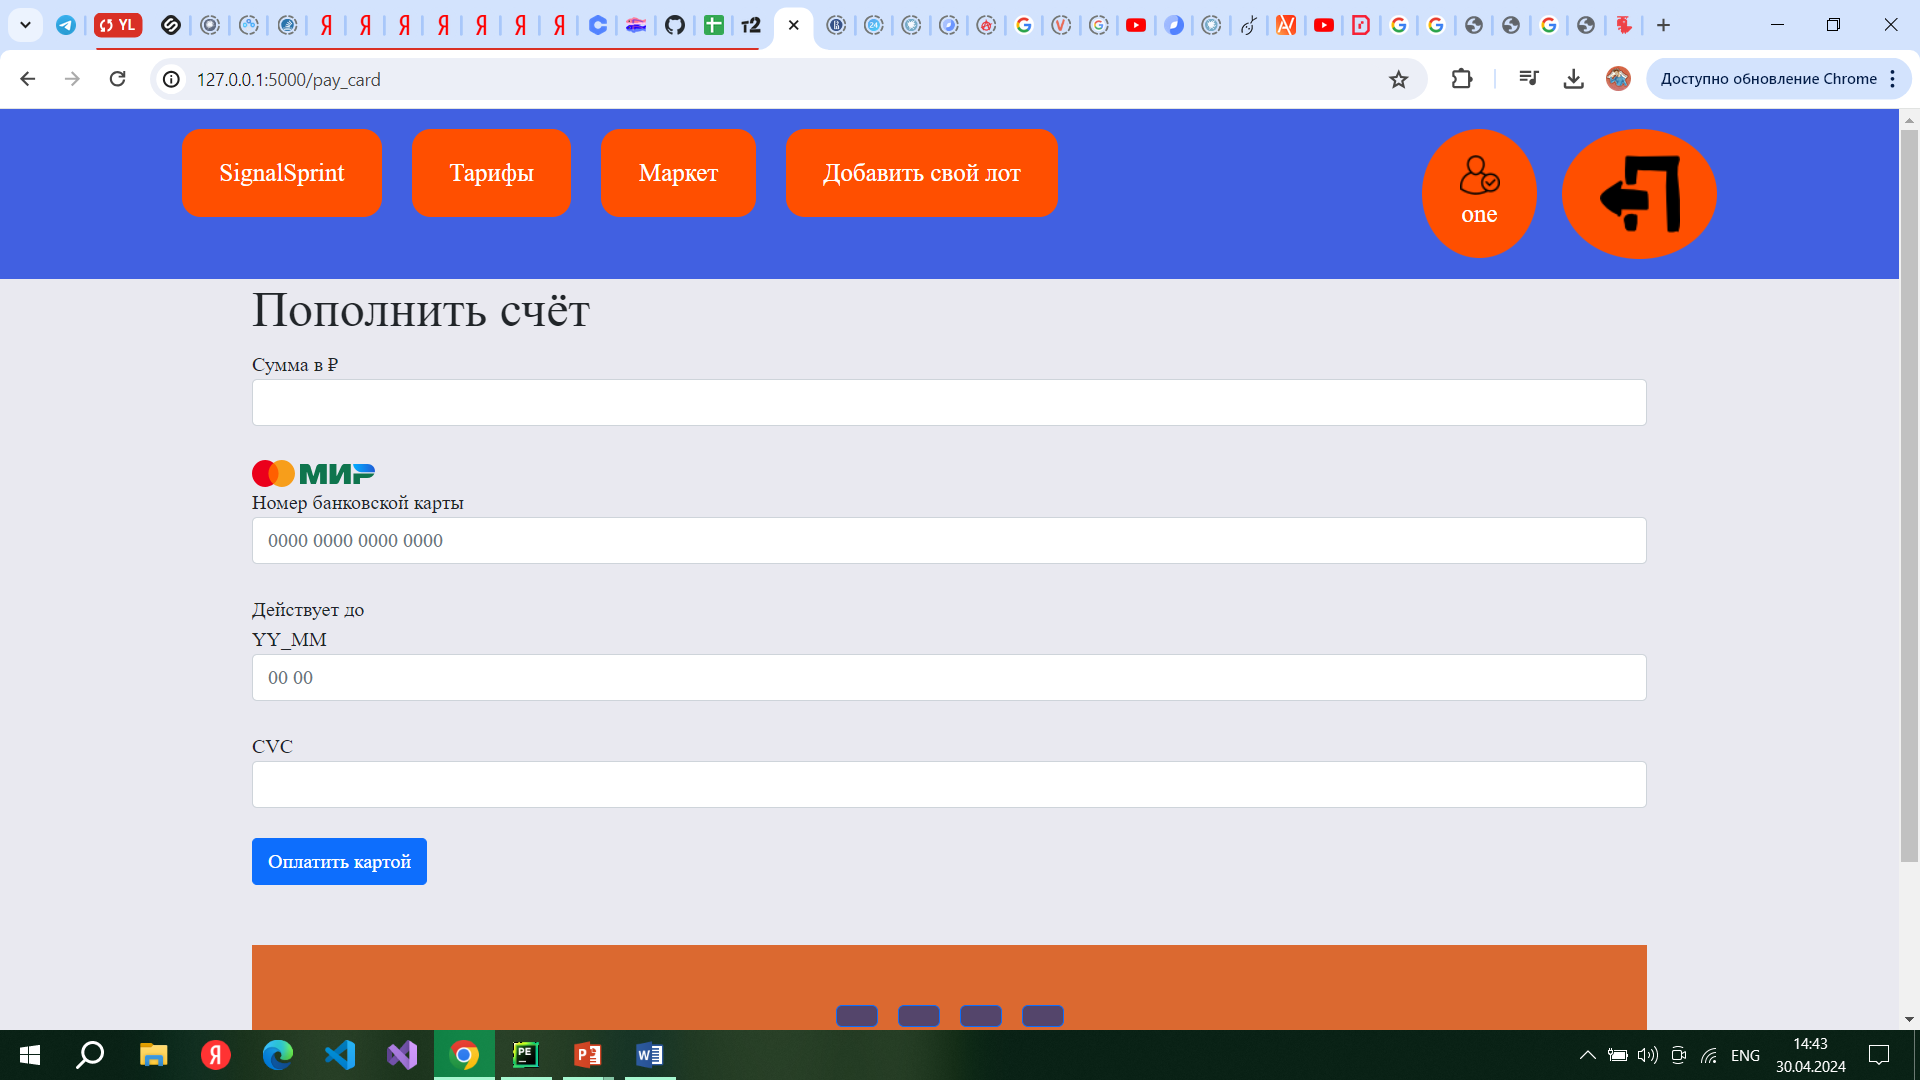 YL
T2
127.0.0.1:5000/pay_card
Доступно обновление Chrome
SignalSprint
Тарифы
Маркет
Добавить свой лот
one
Пополнить счёт
Сумма в ₽
МИР
Номер банковской карты
0000 0000 0000 0000
Действует до
YY_MM
00 00
CVC
Оплатить картой
ENG
14:43
30.04.2024